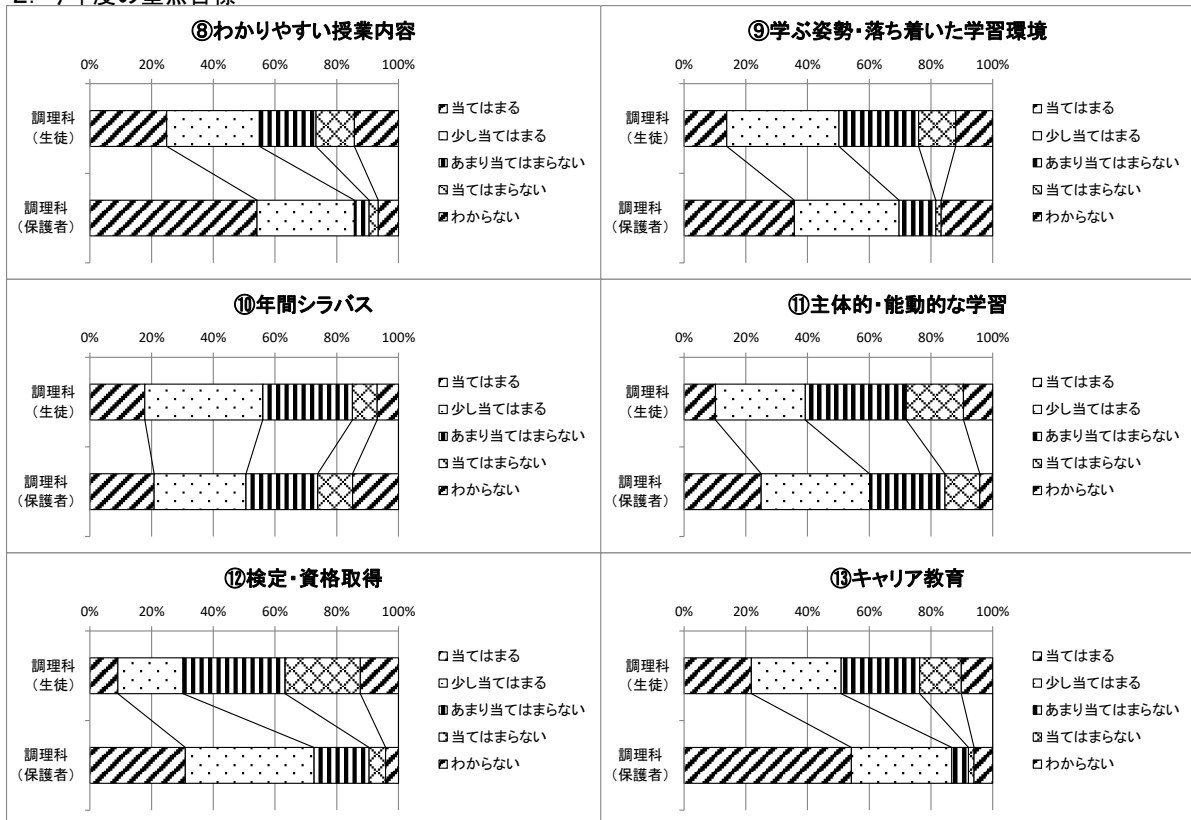 2. 今年度の重点目標
⑧わかりやすい授業内容
0% 20% 40% 60% 80% 100%
調理科
(生徒)
調理科
(保護者)
当てはまる
少し当てはまる
あまり当てはまらない
当てはまらない
わからない
⑨学ぶ姿勢・落ち着いた学習環境
0% 20% 40% 60% 80% 100%
調理科
(生徒)
調理科
(保護者)
当てはまる
少し当てはまる
あまり当てはまらない
当てはまらない
わからない
⑩年間シラバス
0% 20% 40% 60% 80% 100%
調理科
(生徒)
調理科
(保護者)
当てはまる
少し当てはまる
あまり当てはまらない
当てはまらない
わからない
⑪主体的・能動的な学習
0% 20% 40% 60% 80% 100%
調理科
(生徒)
調理科
(保護者)
当てはまる
少し当てはまる
あまり当てはまらない
当てはまらない
わからない
⑫検定・資格取得
0% 20% 40% 60% 80% 100%
調理科
(生徒)
調理科
(保護者)
当てはまる
少し当てはまる
あまり当てはまらない
当てはまらない
わからない
⑬キャリア教育
0% 20% 40% 60% 80% 100%
調理科
(生徒)
調理科
(保護者)
当てはまる
少し当てはまる
あまり当てはまらない
当てはまらない
わからない